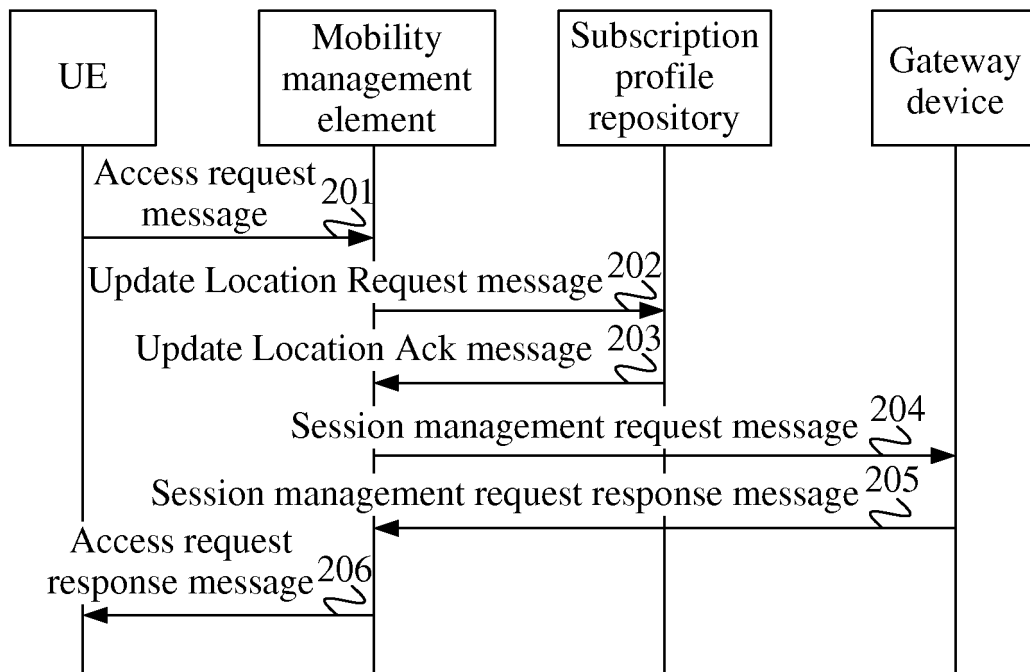 UE
Mobility
management
element
Subscription
profile
repository
Gateway
device
Access request
message
201
Update Location Request message
202
Update Location Ack message
203
Session management request message
204
Session management request response message
205
Access request
response message
206